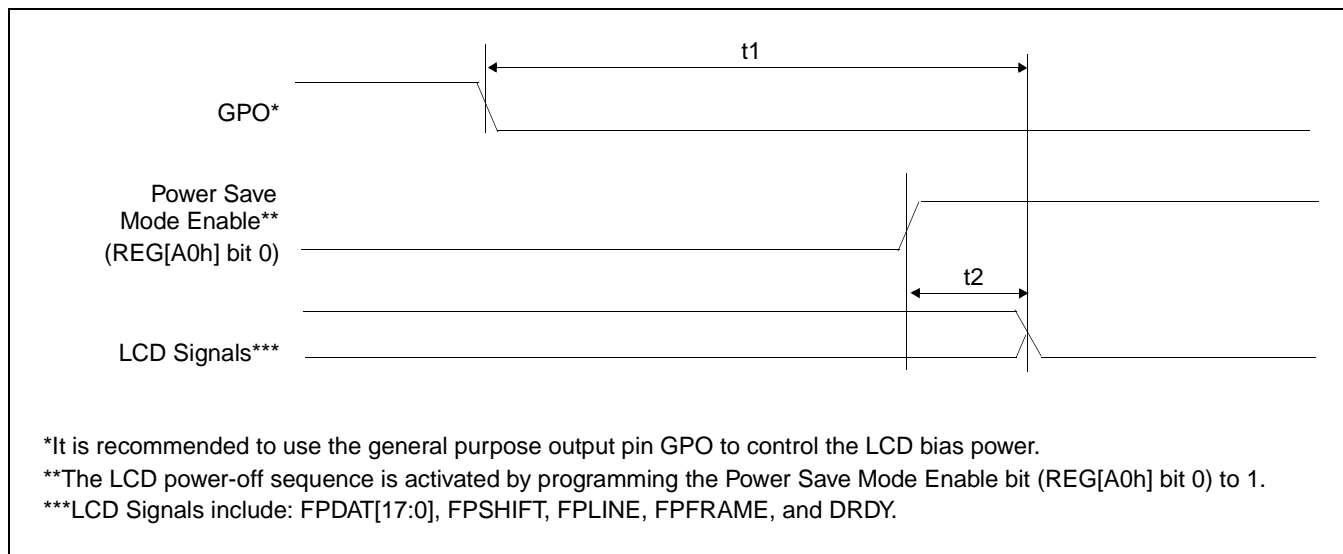 t1
GPO*
Power Save
Mode Enable**
(REG[A0h] bit 0)
t2
LCD Signals***
*It is recommended to use the general purpose output pin GPO to control the LCD bias power.
**The LCD power-off sequence is activated by programming the Power Save Mode Enable bit (REG[A0h] bit 0) to 1.
***LCD Signals include: FPDAT[17:0], FPSHIFT, FPLINE, FPFRAME, and DRDY.